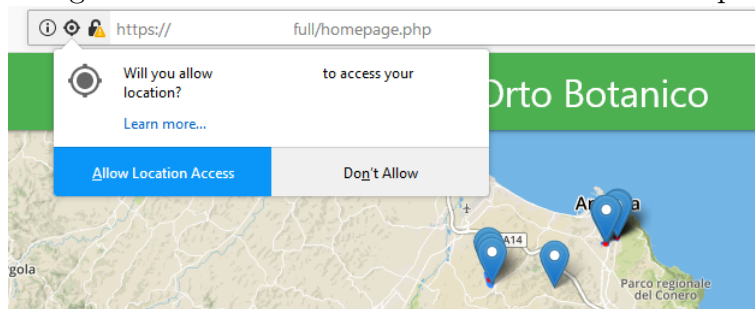 https:// full/homepage.php
Will you allow to access your
location?
Learn more...
Allow Location Access Don't Allow
Orto Botanico
A14
Parco regionale
del Conero
gola